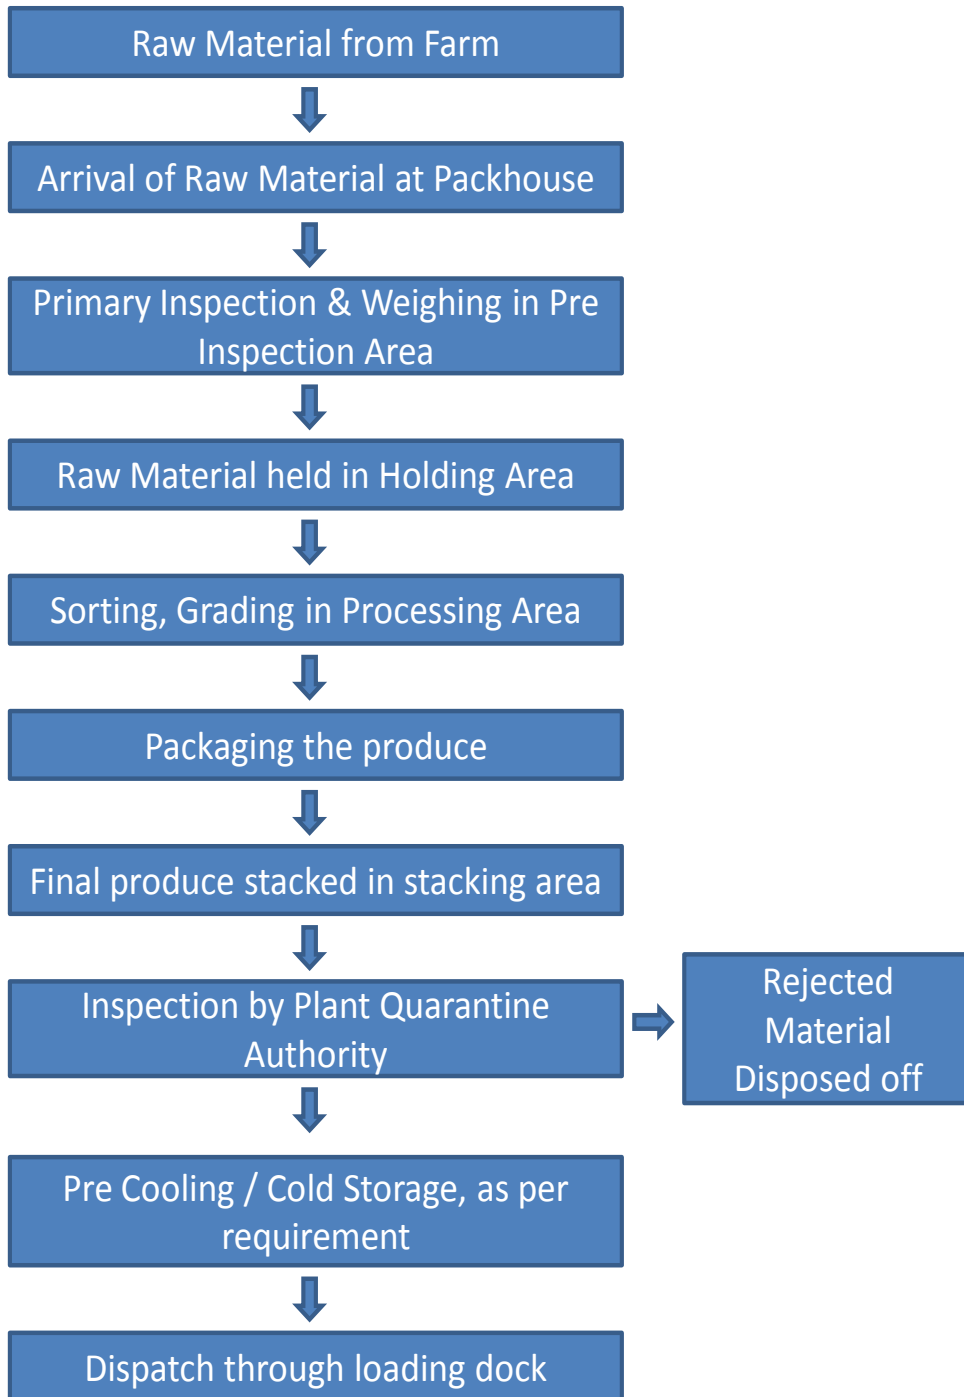 Raw Material from Farm
Arrival of Raw Material at Packhouse
Primary Inspection & Weighing in Pre
Inspection Area
Raw Material held in Holding Area
Sorting, Grading in Processing Area
Packaging the produce
Final produce stacked in stacking area
Inspection by Plant Quarantine
Authority
Rejected
Material
Disposed off
Pre Cooling / Cold Storage, as per
requirement
Dispatch through loading dock